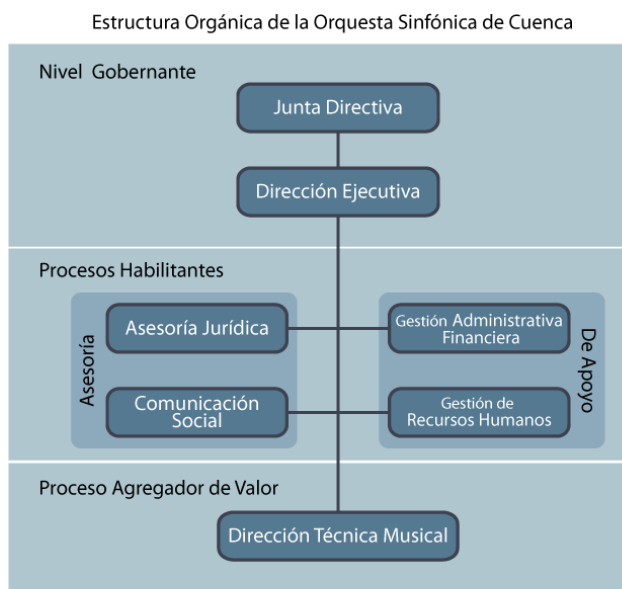 Estructura Orgánica de la Orquesta Sinfónica de Cuenca
Nivel Gobernante
Junta Directiva
Dirección Ejecutiva
Procesos Habilitantes
Asesoría
Asesoría Jurídica
Comunicación
Social
Gestión Administrativa
Financiera
Gestión de
Recursos Humanos
De Apoyo
Proceso Agregador de Valor
Dirección Técnica Musical